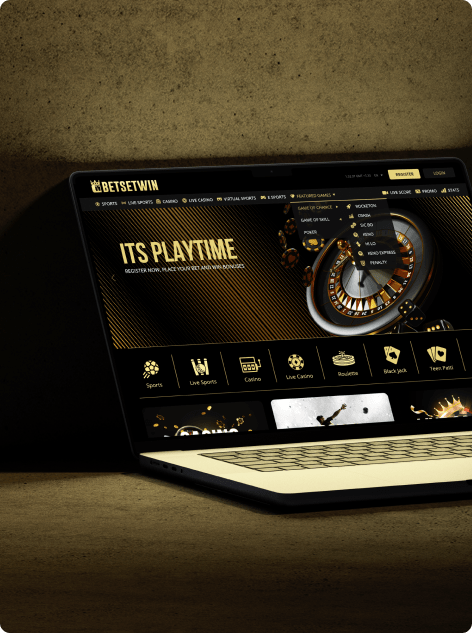 BETSETWIN
REGISTER
LOGIN
SPORTS LIVE SPORTS CASINO LIVE CASINO VIRTUAL SPORTS X SPORTS FEATURED GAMES LIVE SCORE PROMO STATS
GAME OF CHANCE
GAME OF SKILL
POKER
ROCKETON
CRASH
SIC BO
KENO
HI LO
KENO EXPRESS
PENALTY
ITS PLAYTIME
REGISTER NOW, PLACE YOUR BET AND WIN BONUSES
Sports
Live Sports
Casino
Live Casino
Roulette
Black Jack
Teen Patti